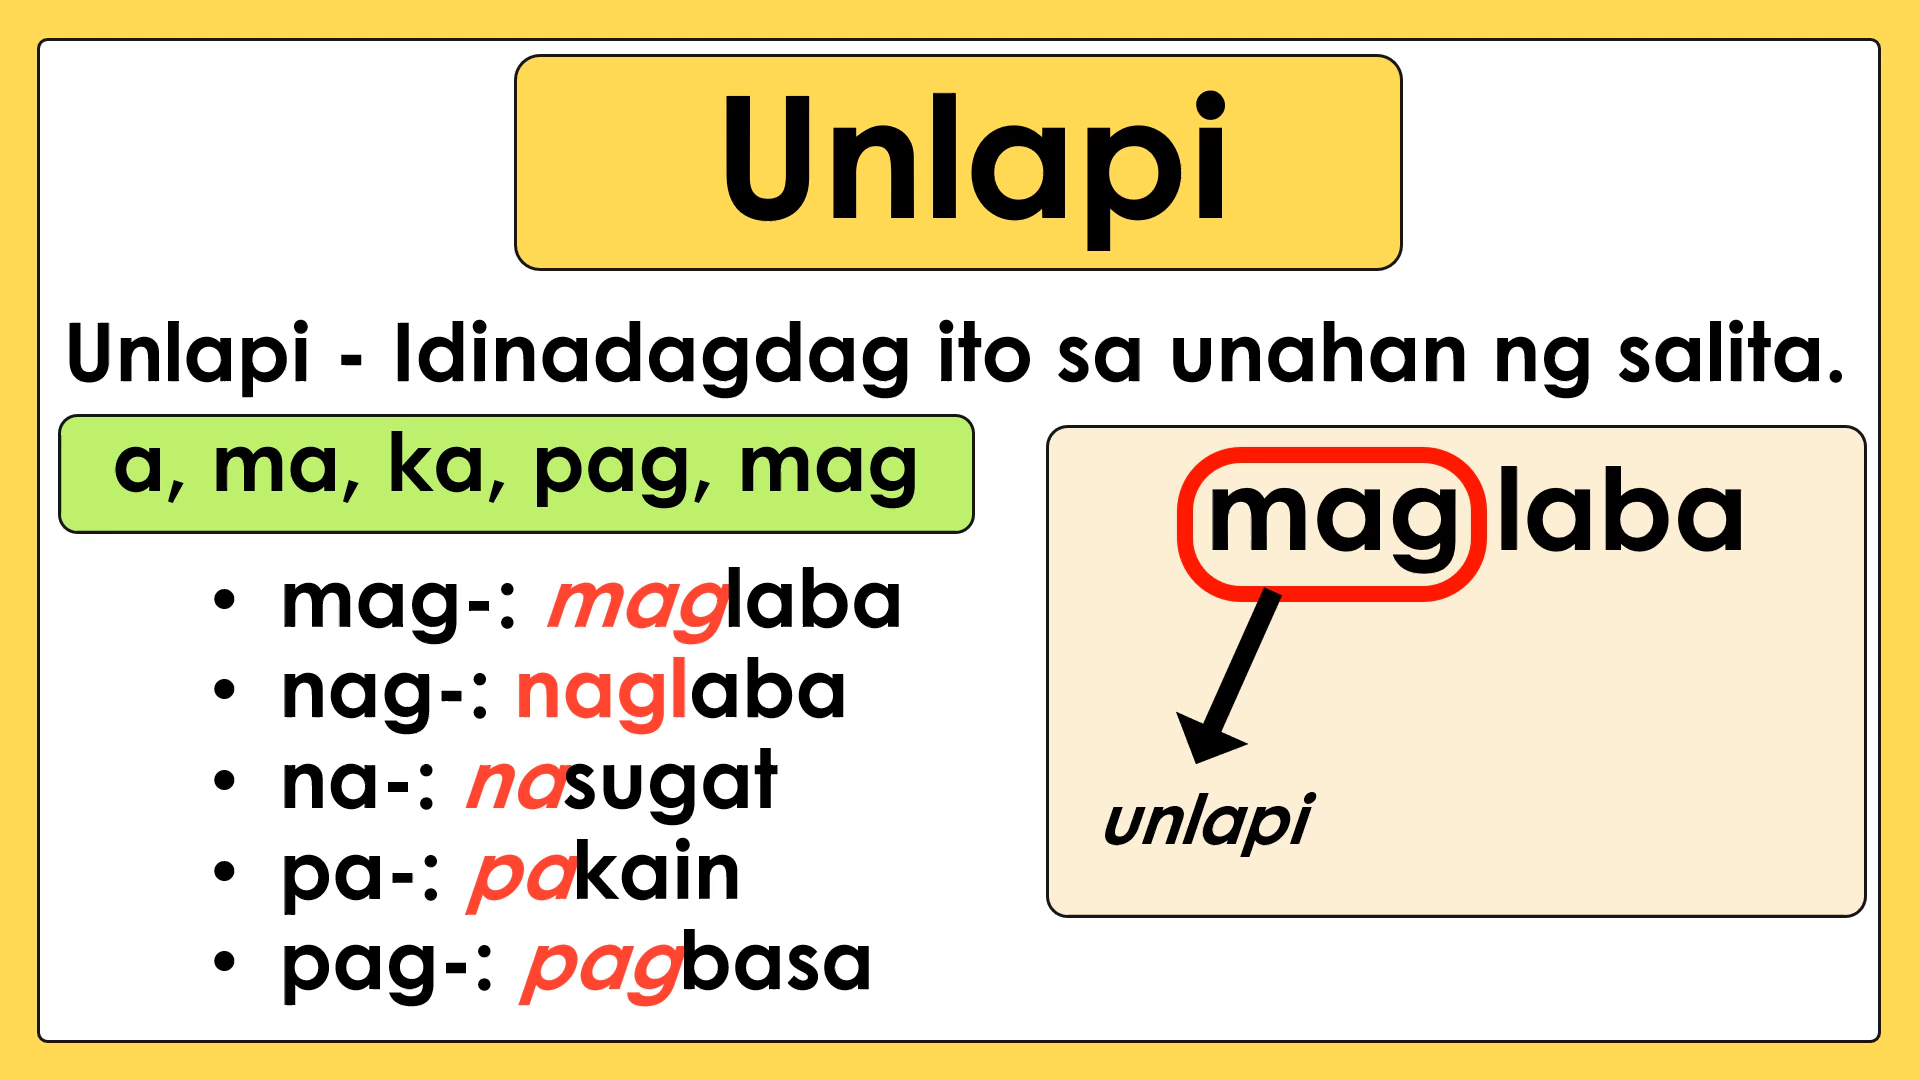 Unlapi
Unlapi - Idinadagdag ito sa unahan ng salita.
a, ma, ka, pag, mag
• mag-: maglaba
• nag-: naglaba
• na-: nasugat
• pa-: pakain
• pag-: pagbasa
maglaba
unlapi